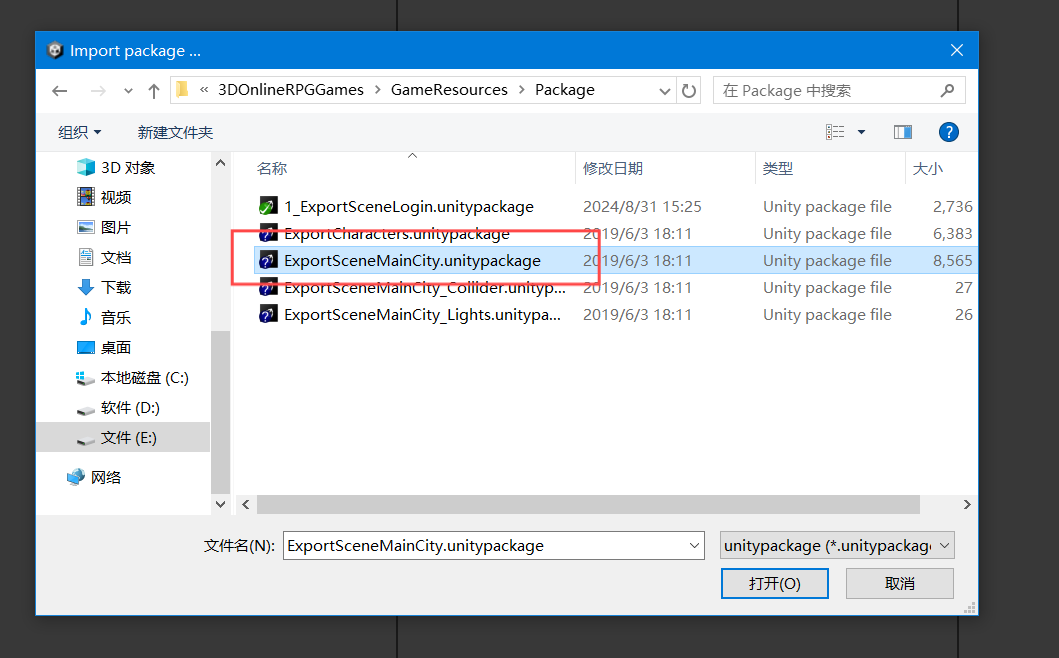 Import package ...
« 3DOnlineRPGGames > GameResources > Package
在 Package 中搜索
组织 新建文件夹
?
名称 修改日期 类型 大小
3D 对象
视频
图片
文档
下载
音乐
桌面
本地磁盘 (C:)
软件 (D:)
文件 (E:)
网络
1_ExportSceneLogin.unitypackage 2024/8/31 15:25 Unity package file 2,736
ExportCharacters.unitypackage 2019/6/3 18:11 Unity package file 6,383
ExportSceneMainCity.unitypackage 2019/6/3 18:11 Unity package file 8,565
ExportSceneMainCity_Collider.unityp... 2019/6/3 18:11 Unity package file 27
ExportSceneMainCity_Lights.unitypa... 2019/6/3 18:11 Unity package file 26
文件名(N): ExportSceneMainCity.unitypackage unitypackage (*.unitypackag
打开(O) 取消